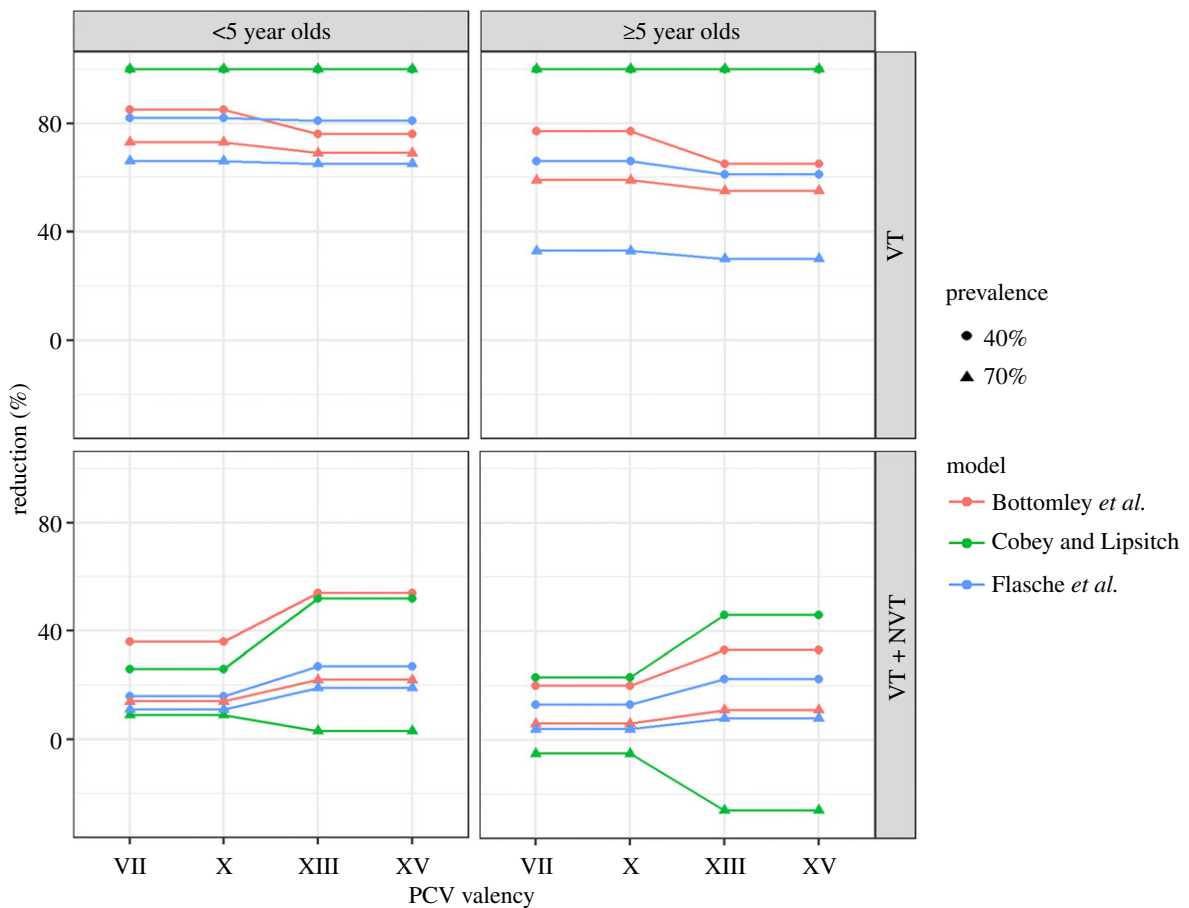 <5 year olds
≥5 year olds
80
40
0
VT
reduction (%)
80
40
0
VT + NVT
VII X XIII XV
VII X XIII XV
PCV valency
prevalence
40%
70%
model
Bottomley et al.
Cobey and Lipsitch
Flasche et al.